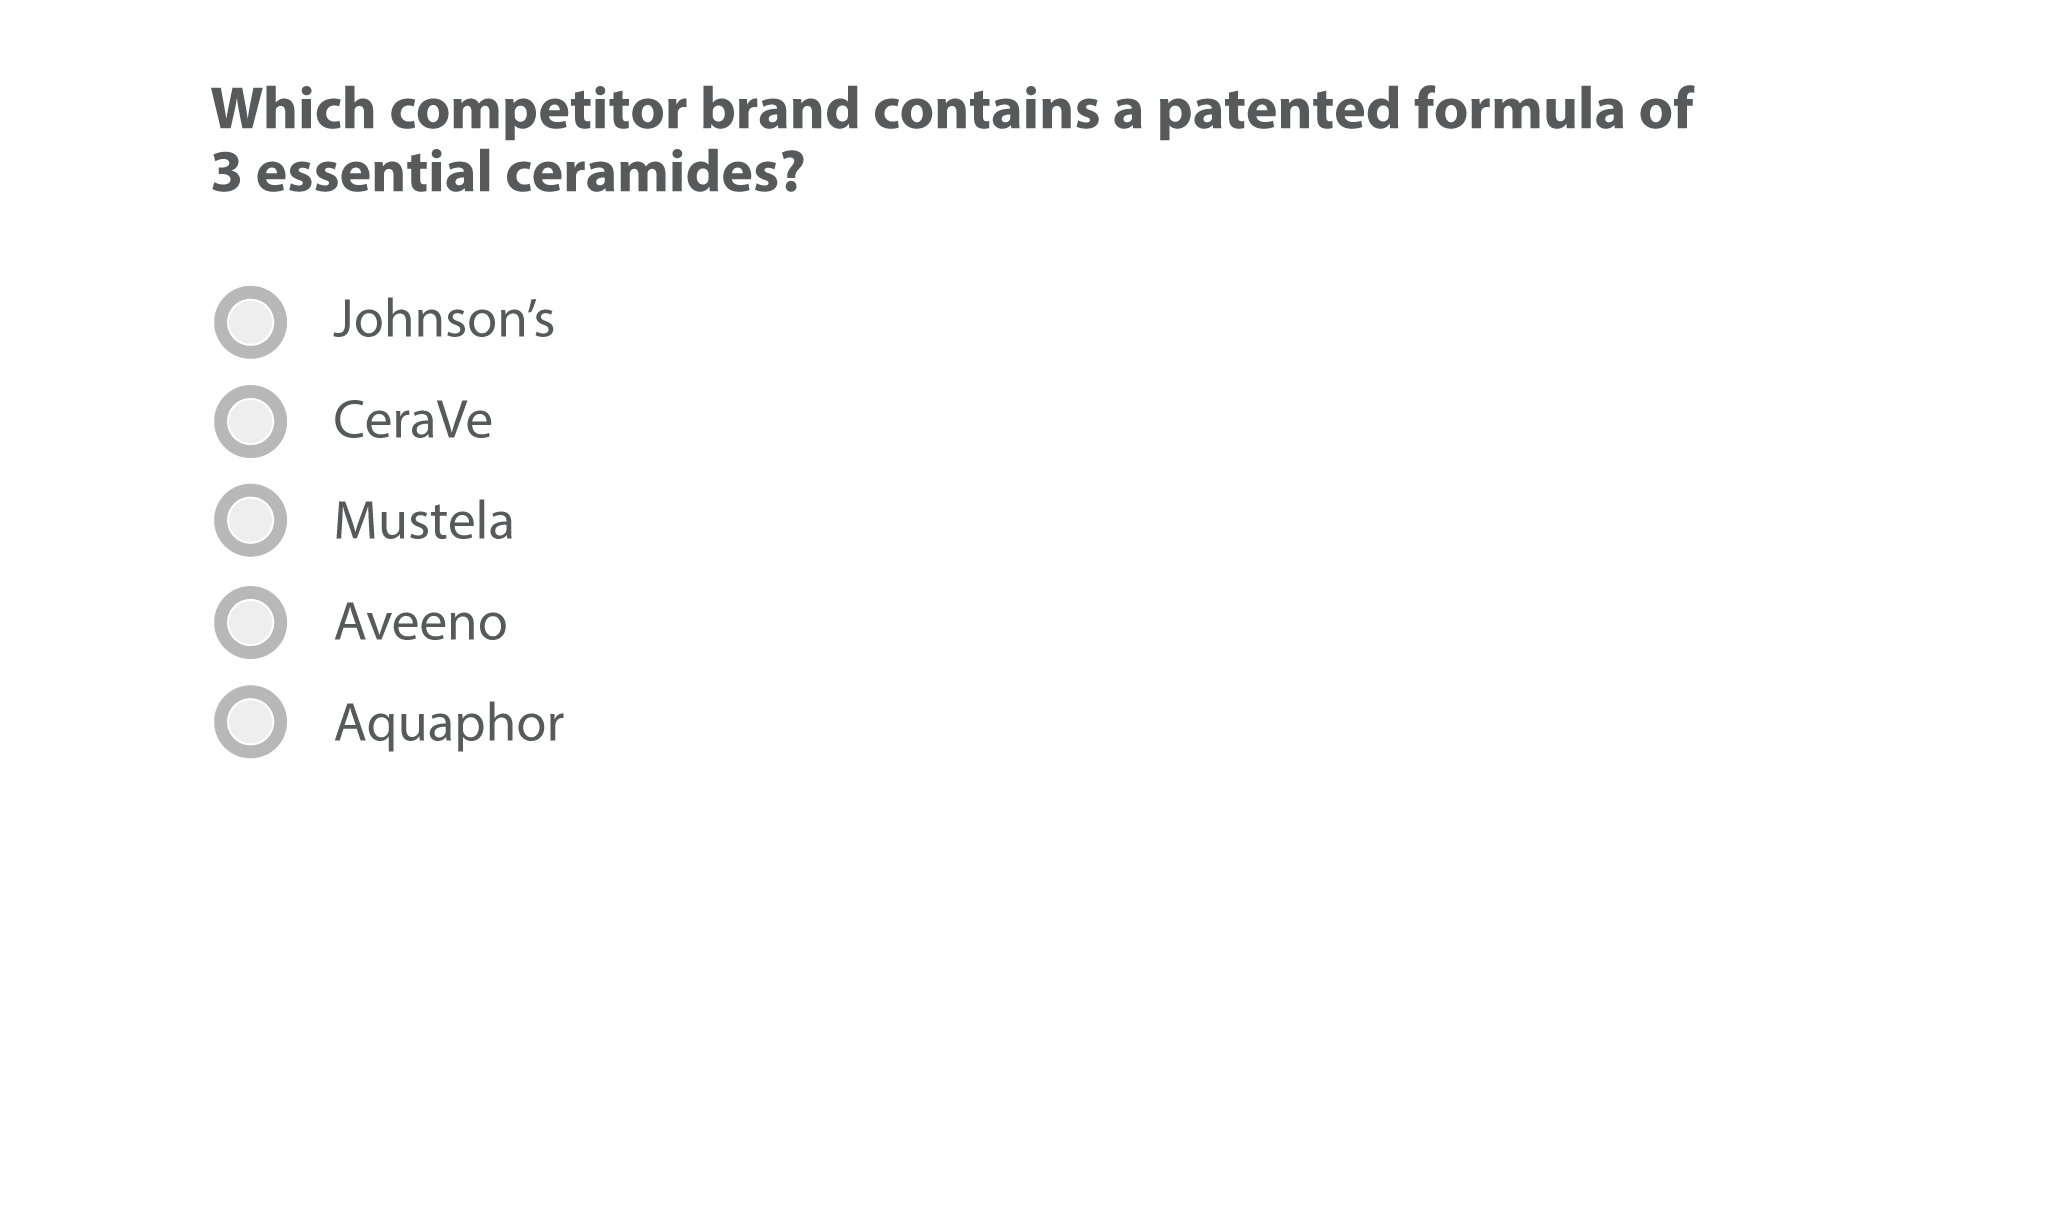 Which competitor brand contains a patented formula of
3 essential ceramides?
Johnson’s
CeraVe
Mustela
Aveeno
Aquaphor